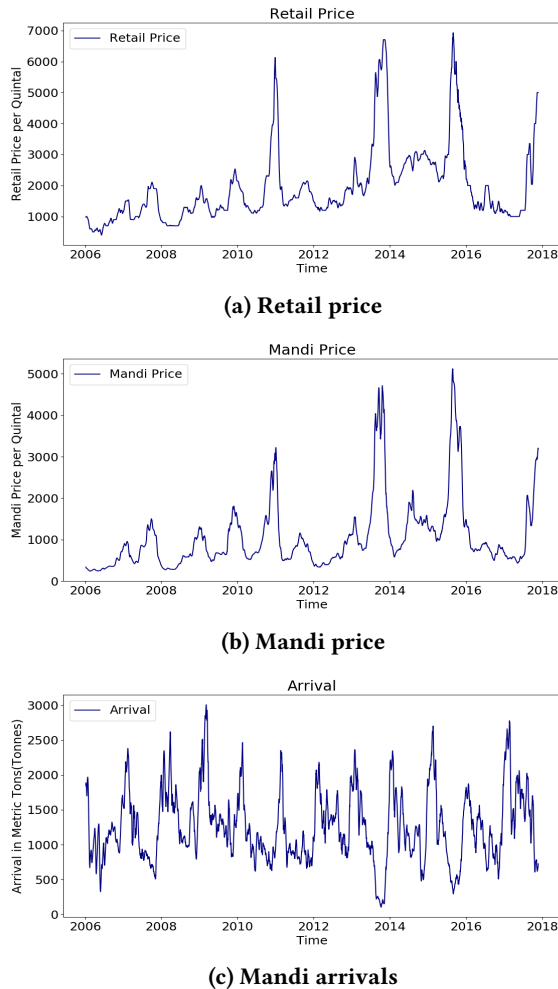 Retail Price
Retail Price
Retail Price per Quintal
7000
6000
5000
4000
3000
2000
1000
2006 2008 2010 2012 2014 2016 2018
Time
(a) Retail price
Mandi Price
Mandi Price
Mandi Price per Quintal
5000
4000
3000
2000
1000
0
2006 2008 2010 2012 2014 2016 2018
Time
(b) Mandi price
Arrival
Arrival
Arrival in Metric Tons(Tonnes)
3000
2500
2000
1500
1000
500
0
2006 2008 2010 2012 2014 2016 2018
Time
(c) Mandi arrivals